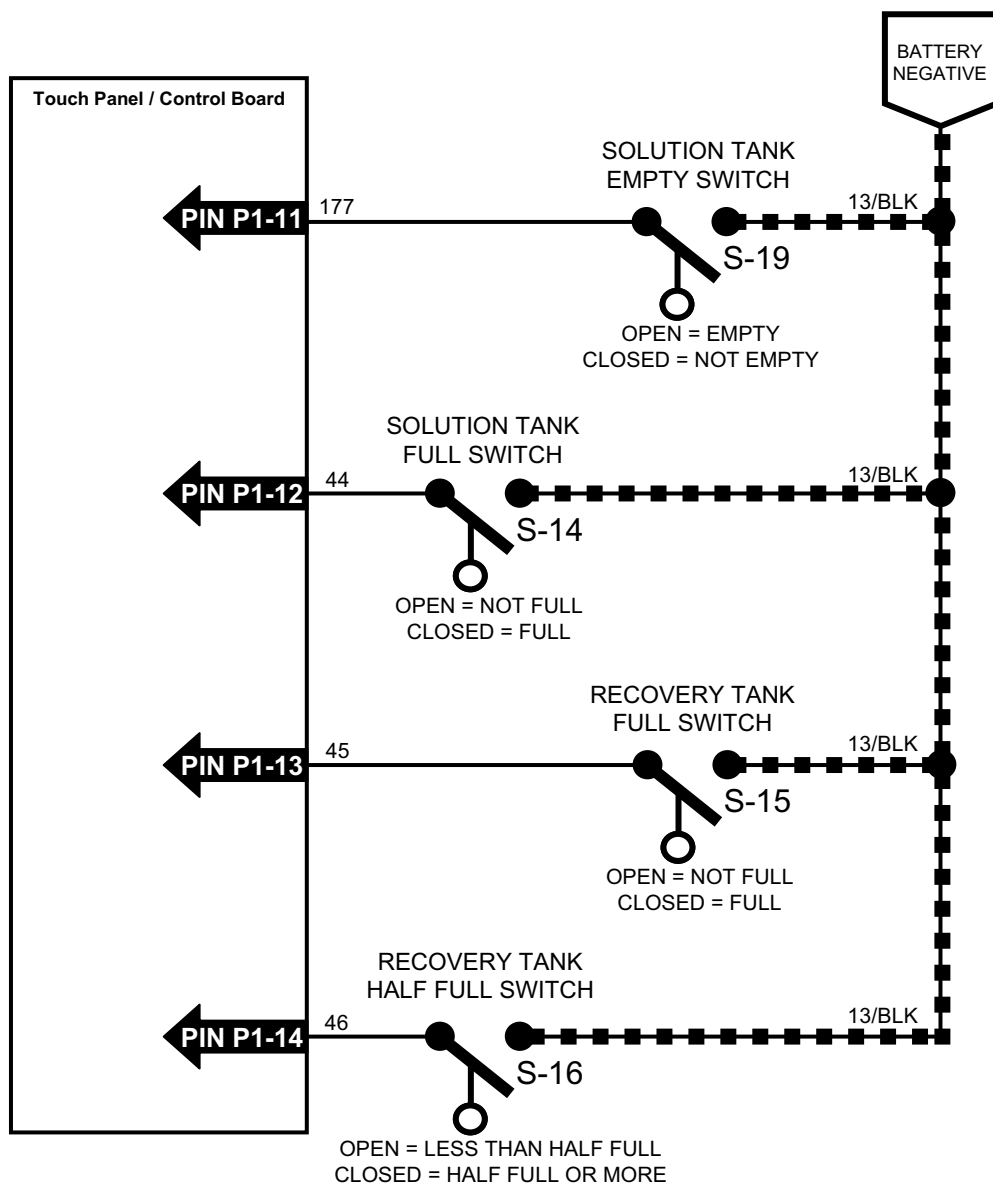 BATTERY
NEGATIVE
Touch Panel / Control Board
SOLUTION TANK
EMPTY SWITCH
PIN P1-11
177
13/BLK
S-19
OPEN = EMPTY
CLOSED = NOT EMPTY
SOLUTION TANK
FULL SWITCH
PIN P1-12
44
13/BLK
S-14
OPEN = NOT FULL
CLOSED = FULL
RECOVERY TANK
FULL SWITCH
PIN P1-13
45
13/BLK
S-15
OPEN = NOT FULL
CLOSED = FULL
RECOVERY TANK
HALF FULL SWITCH
PIN P1-14
46
13/BLK
S-16
OPEN = LESS THAN HALF FULL
CLOSED = HALF FULL OR MORE